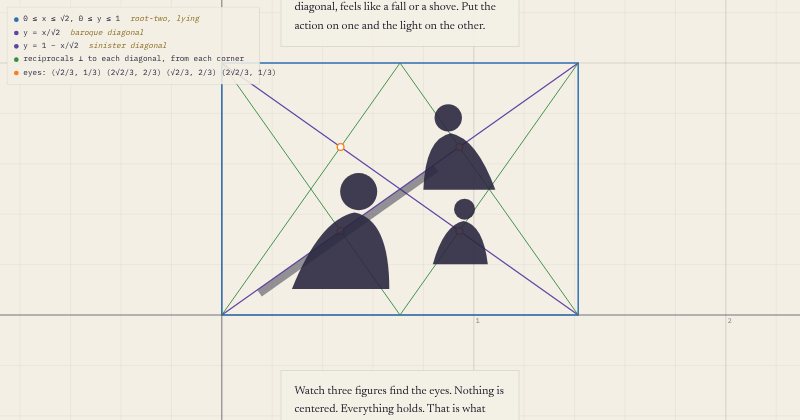 diagonal, feels like a fall or a shove. Put the
action on one and the light on the other.
0 ≤ x ≤ √2, 0 ≤ y ≤ 1 root-two, lying
y = x/√2 baroque diagonal
y = 1 − x/√2 sinister diagonal
reciprocals ⊥ to each diagonal, from each corner
eyes: (√2/3, 1/3) (2√2/3, 2/3) (√2/3, 2/3) (2√2/3, 1/3)
1
2
Watch three figures find the eyes. Nothing is
centered. Everything holds. That is what